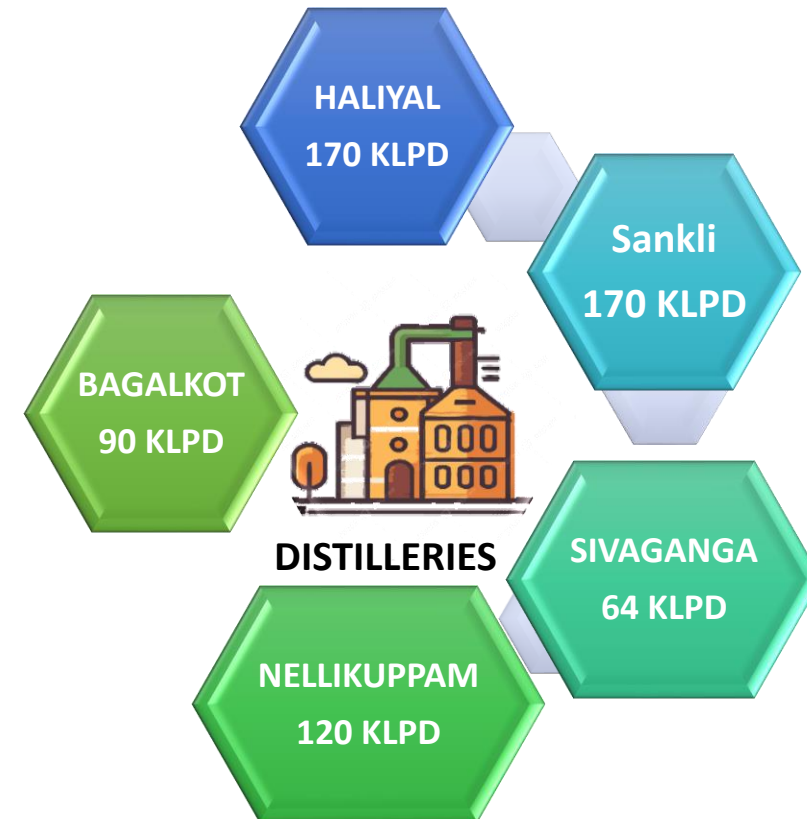 HALIYAL
170 KLPD
Sankli
170 KLPD
BAGALKOT
90 KLPD
DISTILLERIES
SIVAGANGA
64 KLPD
NELLIKUPPAM
120 KLPD